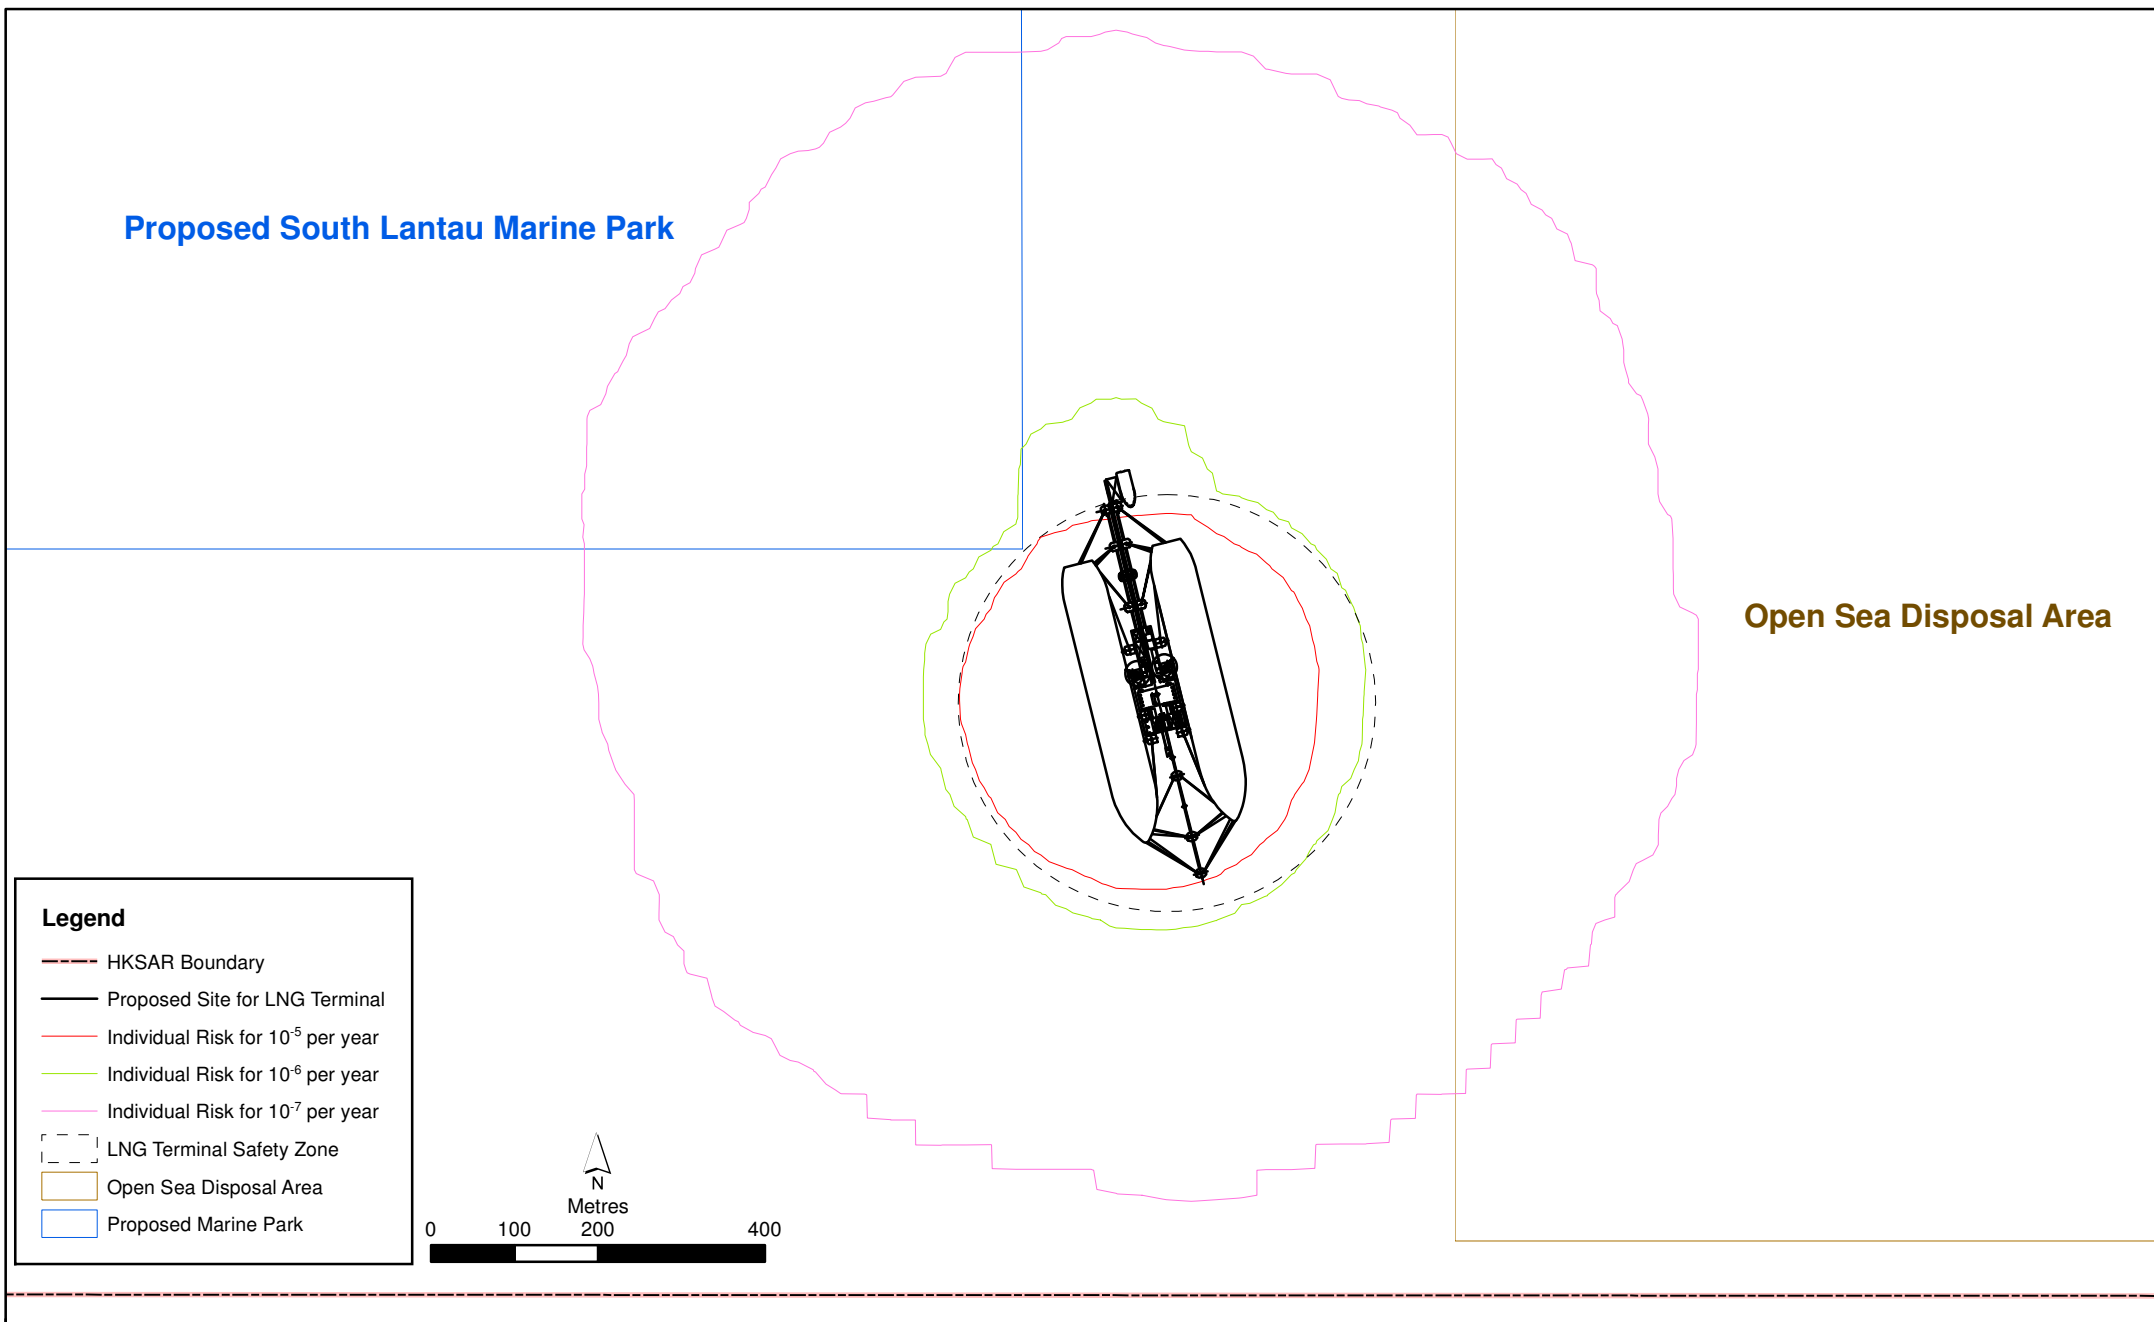 Proposed South Lantau Marine Park
Open Sea Disposal Area
Legend
HKSAR Boundary
Proposed Site for LNG Terminal
Individual Risk for 10⁻⁵ per year
Individual Risk for 10⁻⁶ per year
Individual Risk for 10⁻⁷ per year
LNG Terminal Safety Zone
Open Sea Disposal Area
Proposed Marine Park
N
Metres
0 100 200 400